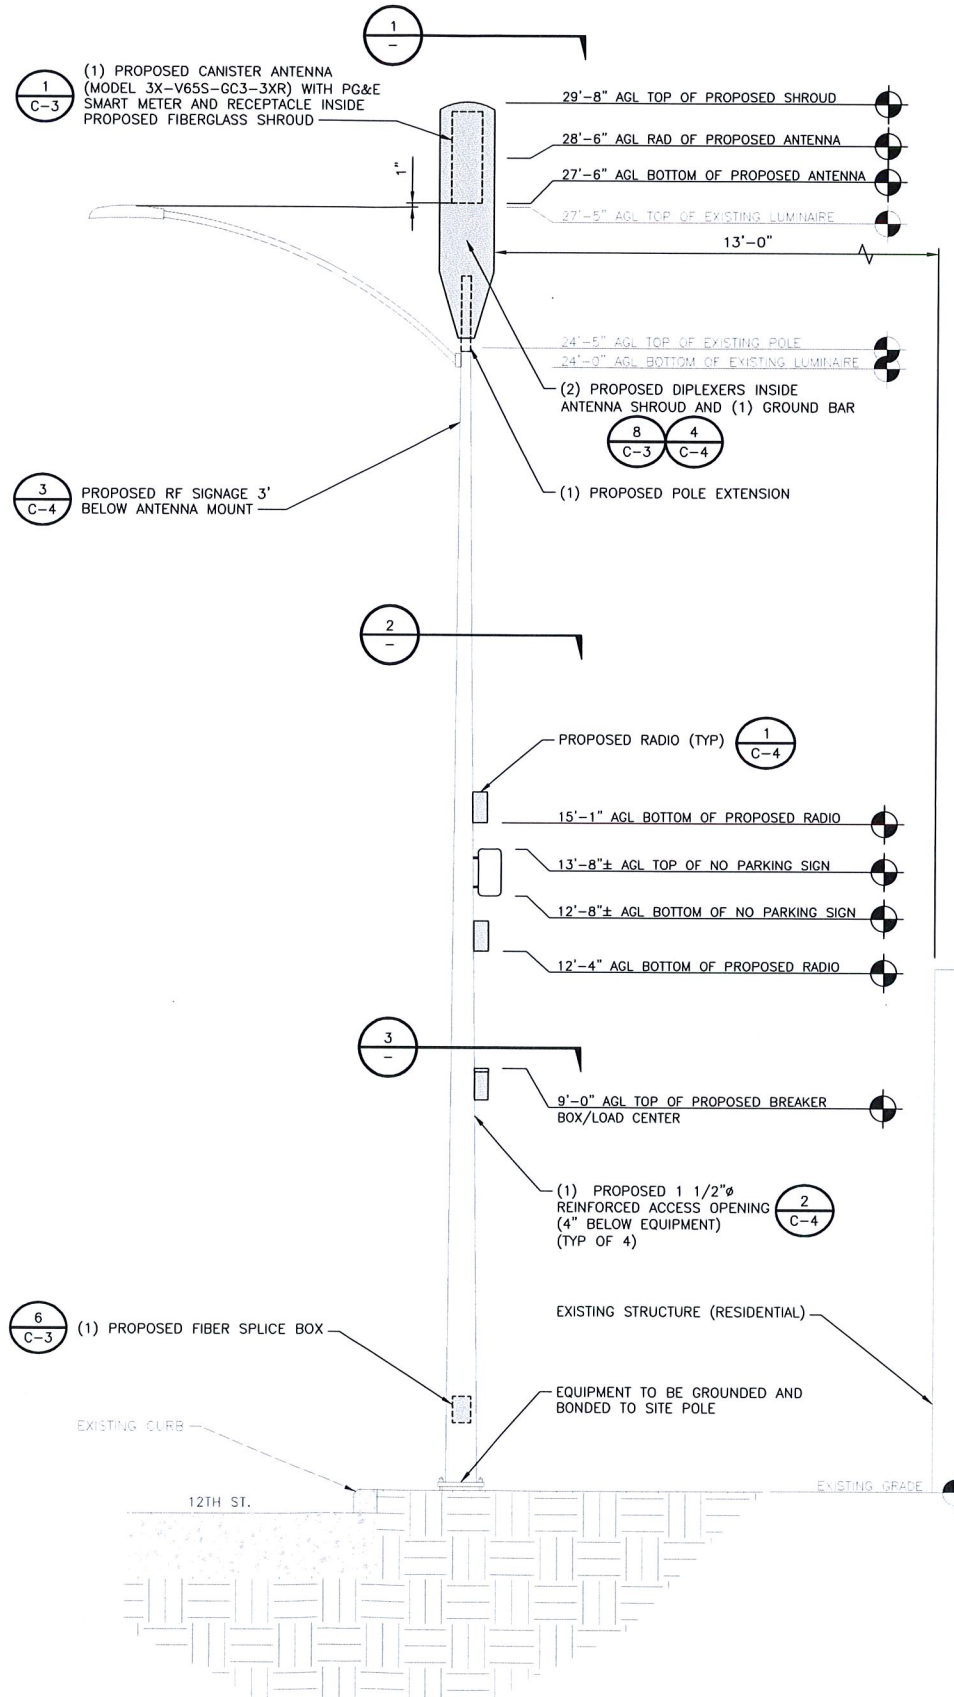 1
-
1
C-3
(1) PROPOSED CANISTER ANTENNA
(MODEL 3X-V65S-GC3-3XR) WITH PG&E
SMART METER AND RECEPTACLE INSIDE
PROPOSED FIBERGLASS SHROUD
29'-8" AGL TOP OF PROPOSED SHROUD
28'-6" AGL RAD OF PROPOSED ANTENNA
1"
27'-6" AGL BOTTOM OF PROPOSED ANTENNA
27'-5" AGL TOP OF EXISTING LUMINAIRE
13'-0"
24'-5" AGL TOP OF EXISTING POLE
24'-0" AGL BOTTOM OF EXISTING LUMINAIRE
(2) PROPOSED DIPLEXERS INSIDE
ANTENNA SHROUD AND (1) GROUND BAR
8
C-3
4
C-4
3
C-4
PROPOSED RF SIGNAGE 3'
BELOW ANTENNA MOUNT
(1) PROPOSED POLE EXTENSION
2
-
PROPOSED RADIO (TYP)
1
C-4
15'-1" AGL BOTTOM OF PROPOSED RADIO
13'-8"± AGL TOP OF NO PARKING SIGN
12'-8"± AGL BOTTOM OF NO PARKING SIGN
12'-4" AGL BOTTOM OF PROPOSED RADIO
3
-
9'-0" AGL TOP OF PROPOSED BREAKER
BOX/LOAD CENTER
(1) PROPOSED 1 1/2"ø
REINFORCED ACCESS OPENING
(4" BELOW EQUIPMENT)
(TYP OF 4)
2
C-4
EXISTING STRUCTURE (RESIDENTIAL)
6
C-3
(1) PROPOSED FIBER SPLICE BOX
EQUIPMENT TO BE GROUNDED AND
BONDED TO SITE POLE
EXISTING CURB
EXISTING GRADE
12TH ST.